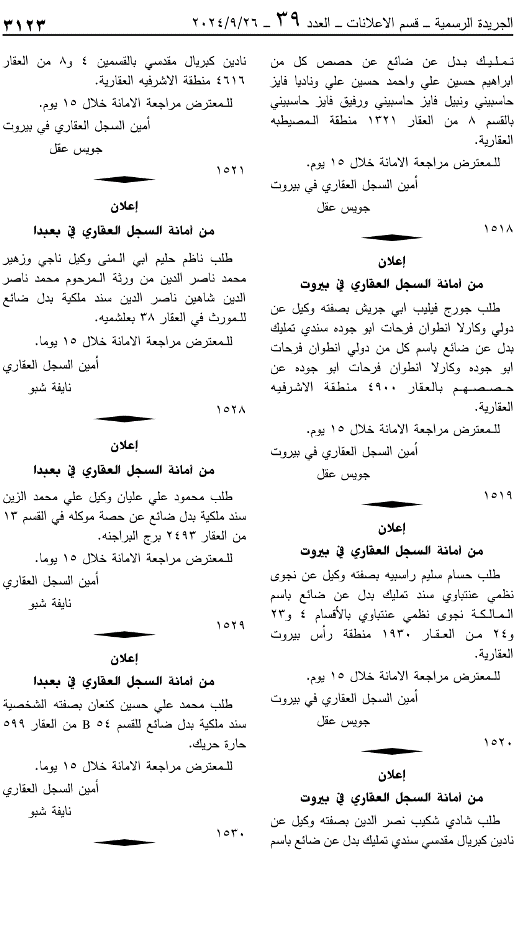 الجريدة الرسمية ــ قسم الاعلانات ــ العدد ٣٩ ــ ٢٠٢٤/٩/٢٦
٣١٢٣
تمليك بدل عن ضائع عن حصص كل من
ابراهيم حسين علي واحمد حسين علي وناديا فايز
حاسبيني ونبيل فايز حاسبيني ورفيق فايز حاسبيني
بالقسم ٨ من العقار ١٣٢١ منطقة المصيطبه
العقارية.
للمعترض مراجعة الامانة خلال ١٥ يوم.
أمين السجل العقاري في بيروت
جويس عقل
١٥١٨
إعلان
من أمانة السجل العقاري في بيروت
طلب جورج فيليب ابي جريش بصفته وكيل عن
دولي وكارلا انطوان فرحات ابو جوده سندي تمليك
بدل عن ضائع باسم كل من دولي انطوان فرحات
ابو جوده وكارلا انطوان فرحات ابو جوده عن
حصصهم بالعقار ٤٩٠٠ منطقة الاشرفيه
العقارية.
للمعترض مراجعة الامانة خلال ١٥ يوم.
أمين السجل العقاري في بيروت
جويس عقل
١٥١٩
إعلان
من أمانة السجل العقاري في بيروت
طلب حسام سليم راسبيه بصفته وكيل عن نجوى
نظمي عنتباوي سند تمليك بدل عن ضائع باسم
المالكة نجوى نظمي عنتباوي بالأقسام ٤ و٢٣
و٢٤ من العقار ١٩٣٠ منطقة رأس بيروت
العقارية.
للمعترض مراجعة الامانة خلال ١٥ يوم.
أمين السجل العقاري في بيروت
جويس عقل
١٥٢٠
إعلان
من أمانة السجل العقاري في بيروت
طلب شادي شكيب نصر الدين بصفته وكيل عن
نادين كبريال مقدسي سندي تمليك بدل عن ضائع باسم
نادين كبريال مقدسي بالقسمين ٤ و٨ من العقار
٤٦١٦ منطقة الاشرفيه العقارية.
للمعترض مراجعة الامانة خلال ١٥ يوم.
أمين السجل العقاري في بيروت
جويس عقل
١٥٢١
إعلان
من أمانة السجل العقاري في بعبدا
طلب ناظم حليم أبي المنى وكيل ناجي وزهير
محمد ناصر الدين من ورثة المرحوم محمد ناصر
الدين شاهين ناصر الدين سند ملكية بدل ضائع
للمورث في العقار ٣٨ بعلشميه.
للمعترض مراجعة الامانة خلال ١٥ يوما.
أمين السجل العقاري
نايفة شبو
١٥٢٨
إعلان
من أمانة السجل العقاري في بعبدا
طلب محمود علي عليان وكيل علي محمد الزين
سند ملكية بدل ضائع عن حصة موكله في القسم ١٣
من العقار ٢٤٩٣ برج البراجنه.
للمعترض مراجعة الامانة خلال ١٥ يوما.
أمين السجل العقاري
نايفة شبو
١٥٢٩
إعلان
من أمانة السجل العقاري في بعبدا
طلب محمد علي حسين كنعان بصفته الشخصية
سند ملكية بدل ضائع للقسم ٥٤ B من العقار ٥٩٩
حارة حريك.
للمعترض مراجعة الامانة خلال ١٥ يوما.
أمين السجل العقاري
نايفة شبو
١٥٣٠